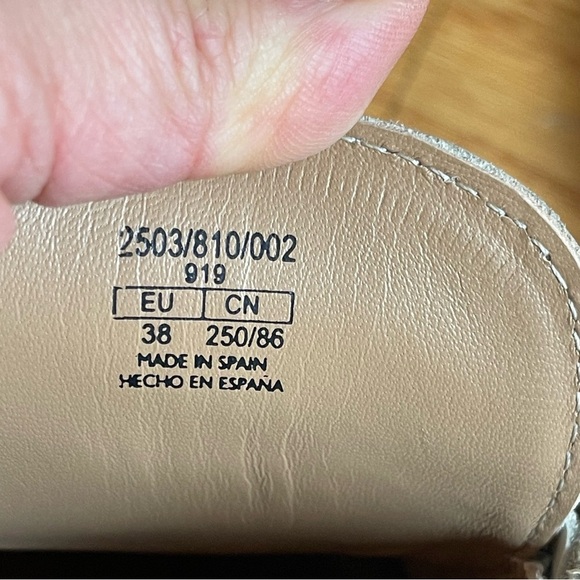 2503/810/002
919
EU CN
38 250/86
MADE IN SPAIN
HECHO EN ESPAÑA